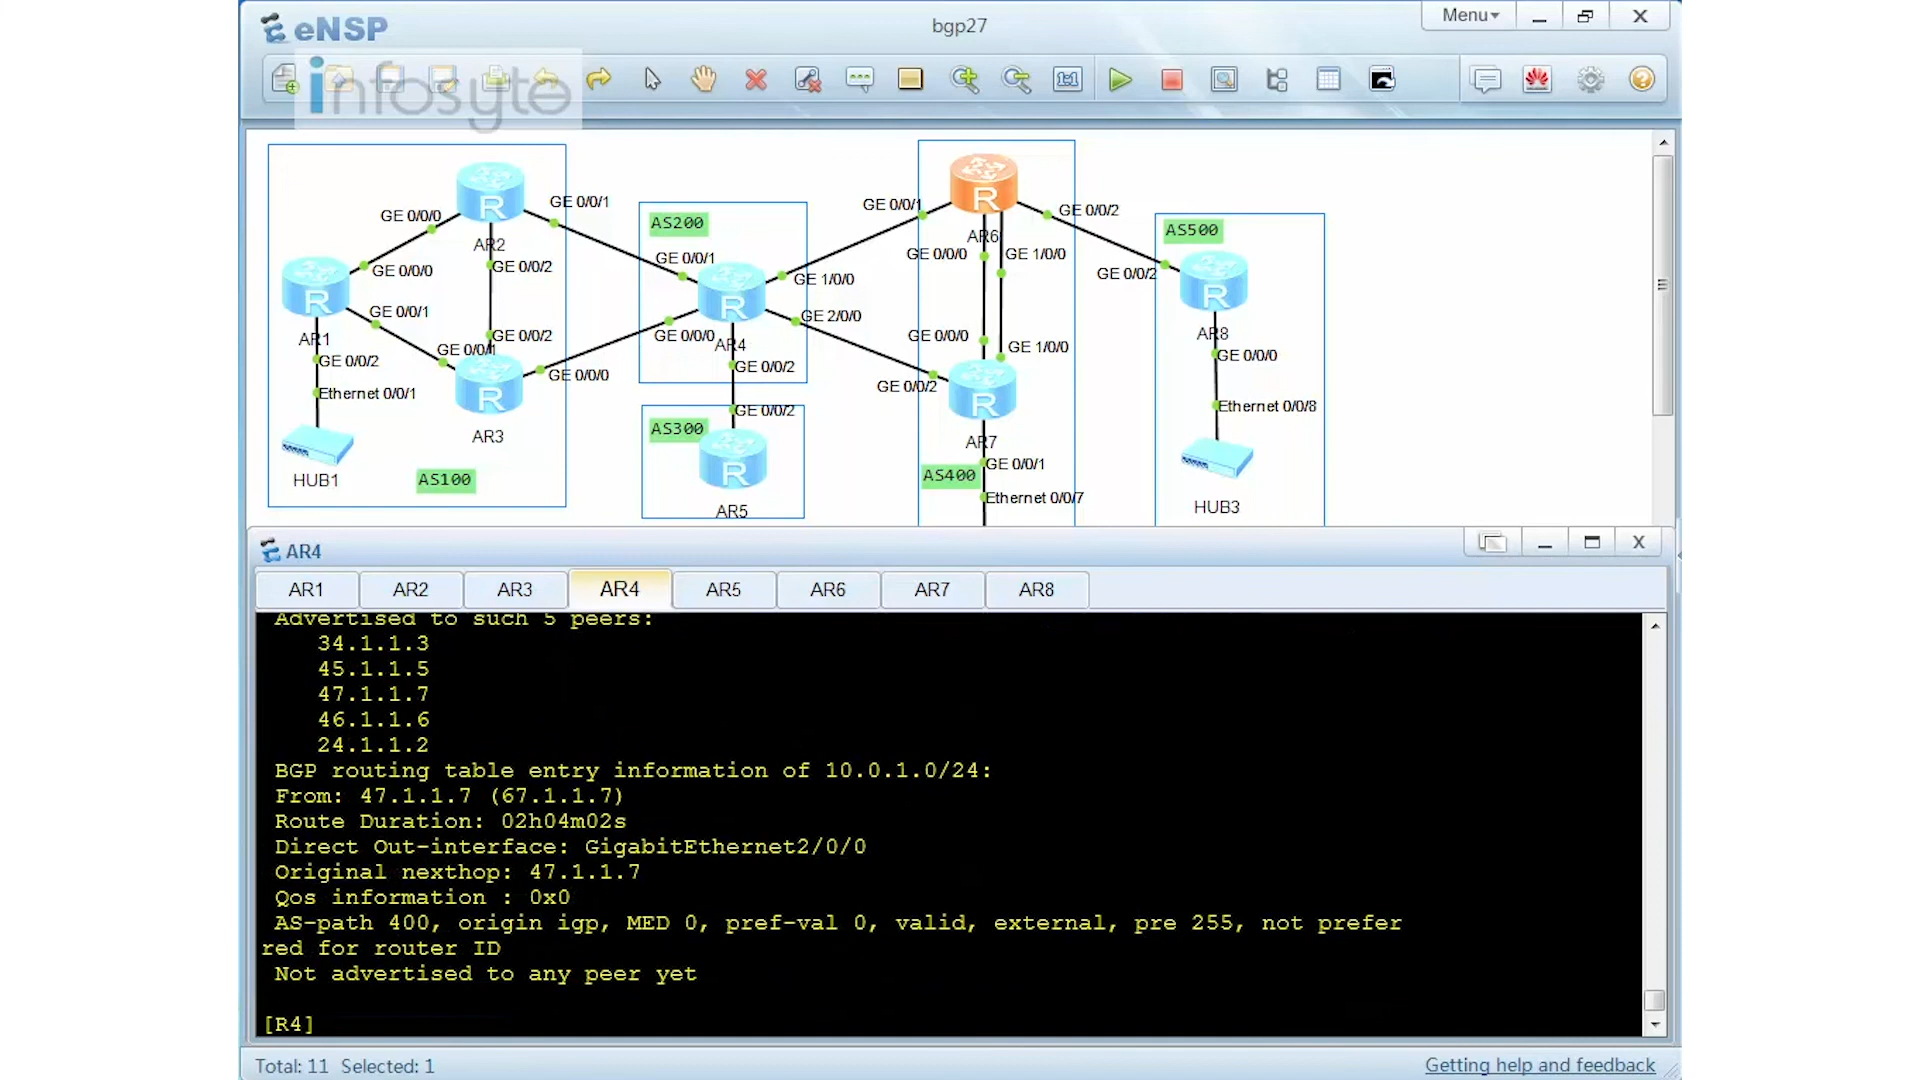 eNSP
bgp27
Menu
infosyte
GE 0/0/0
GE 0/0/1
AR2
GE 0/0/2
GE 0/0/0
GE 0/0/1
AR1
GE 0/0/2
GE 0/0/2
GE 0/0/1
Ethernet 0/0/1
GE 0/0/0
AR3
HUB1
AS100
AS200
GE 0/0/1
GE 1/0/0
GE 2/0/0
GE 0/0/0
AR4
GE 0/0/2
GE 0/0/2
AS300
AR5
GE 0/0/1
GE 0/0/2
AR6
GE 0/0/0
GE 1/0/0
GE 0/0/0
GE 1/0/0
GE 0/0/2
AR7
GE 0/0/1
AS400
Ethernet 0/0/7
AS500
GE 0/0/2
AR8
GE 0/0/0
Ethernet 0/0/8
HUB3
AR4
AR1 AR2 AR3 AR4 AR5 AR6 AR7 AR8
Advertised to such 5 peers:
34.1.1.3
45.1.1.5
47.1.1.7
46.1.1.6
24.1.1.2
BGP routing table entry information of 10.0.1.0/24:
From: 47.1.1.7 (67.1.1.7)
Route Duration: 02h04m02s
Direct Out-interface: GigabitEthernet2/0/0
Original nexthop: 47.1.1.7
Qos information : 0x0
AS-path 400, origin igp, MED 0, pref-val 0, valid, external, pre 255, not prefer
red for router ID
Not advertised to any peer yet
[R4]
Total: 11 Selected: 1
Getting help and feedback